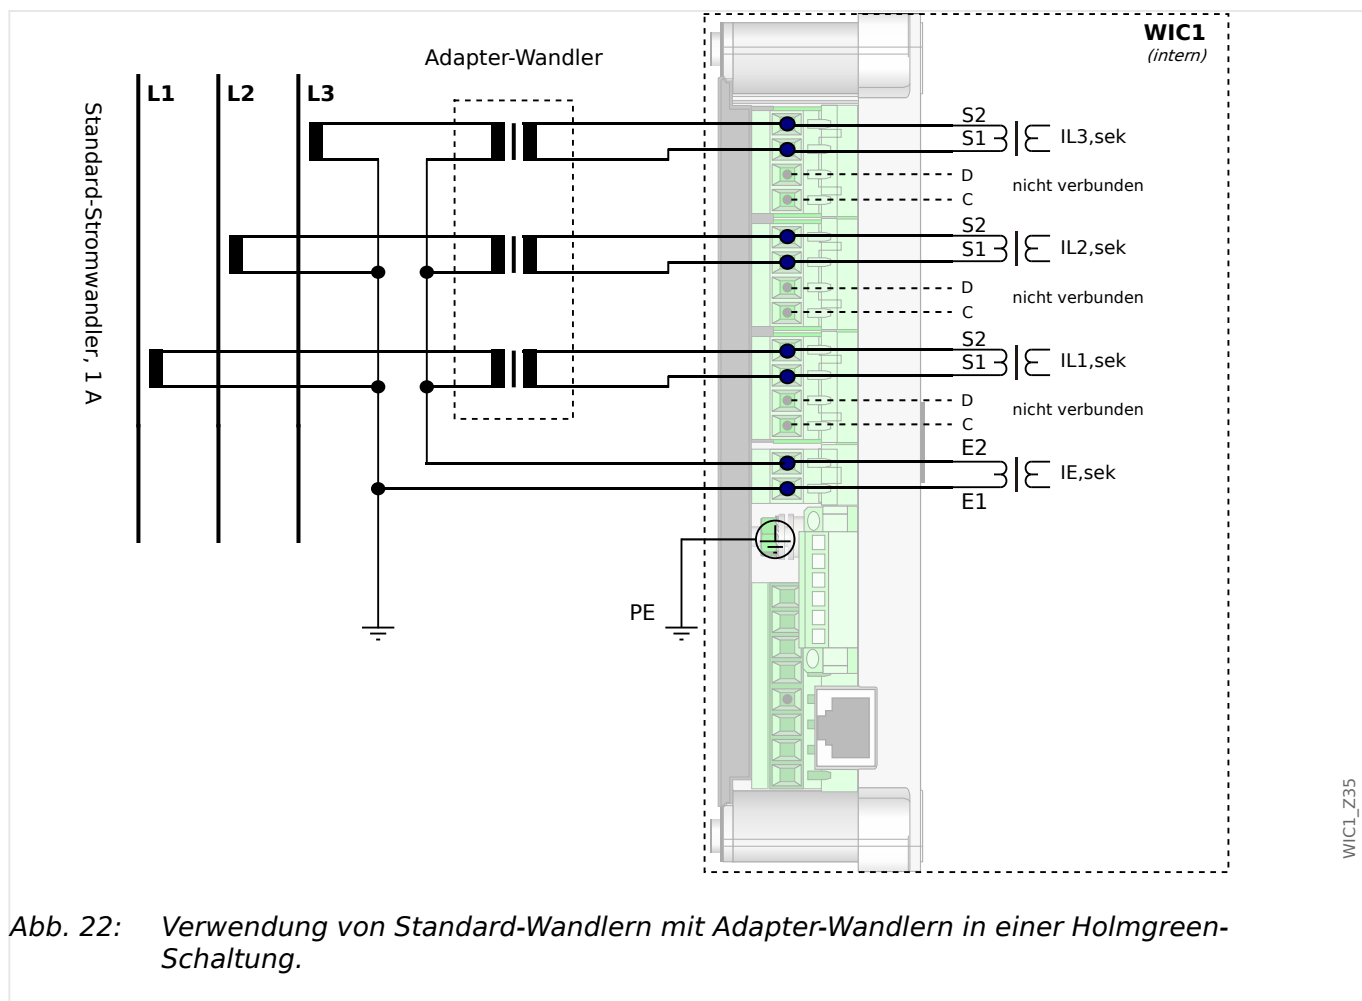 WIC1
(intern)
Adapter-Wandler
L1
L2
L3
Standard-Stromwandler, 1 A
S2
S1
IL3,sek
D
C
nicht verbunden
S2
S1
IL2,sek
D
C
nicht verbunden
S2
S1
IL1,sek
D
C
nicht verbunden
E2
E1
IE,sek
PE
WIC1_Z35
Abb. 22: Verwendung von Standard-Wandlern mit Adapter-Wandlern in einer Holmgreen-
Schaltung.